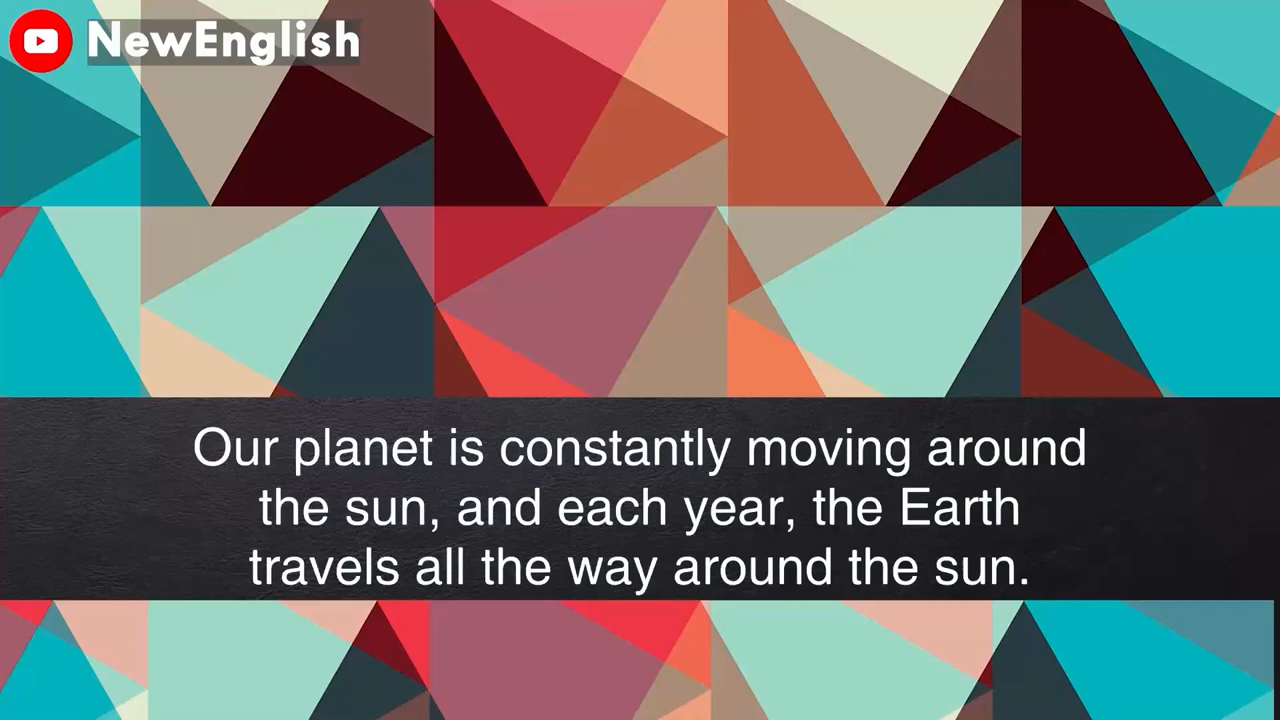 NewEnglish
Our planet is constantly moving around
the sun, and each year, the Earth
travels all the way around the sun.